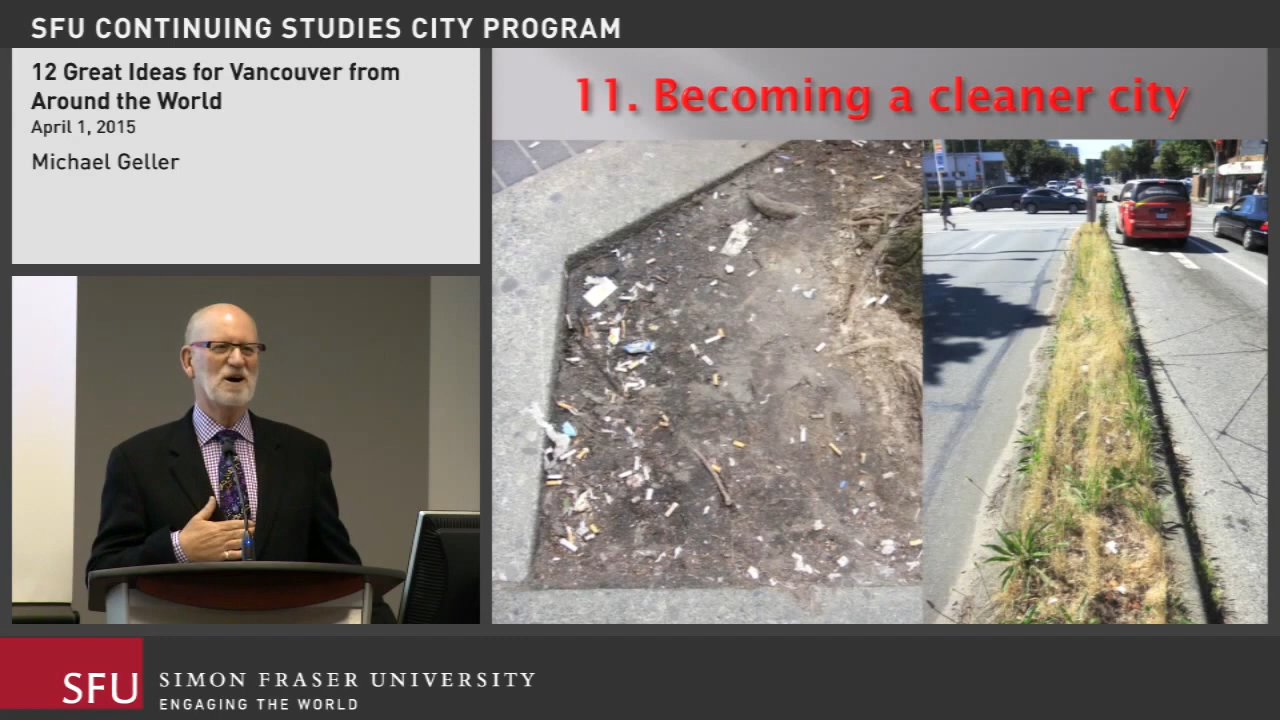 SFU CONTINUING STUDIES CITY PROGRAM
12 Great Ideas for Vancouver from
Around the World
April 1, 2015
Michael Geller
11. Becoming a cleaner city
SFU
SIMON FRASER UNIVERSITY
ENGAGING THE WORLD